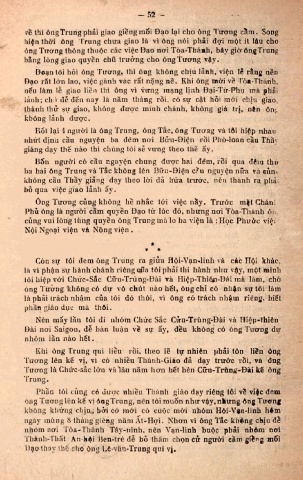 — 52 —
về thì ông Trung phải giao giềng mối Đạo lại cho ông Tương cầm. Song
hiện thời ông Trung chưa giao là vì ông nói phải đợi một ít lâu cho
ông Tương thông thuộc các việc Đạo nơi Tòa-Thánh, bây giờ ông Trung
bằng lòng giao quyền chủ trưởng cho ông Tương vậy.
Đoạn tôi hỏi ông Tương, thì ông không chịu lãnh, viện lẽ rằng nền
Đạo rất lớn lao, việc gánh vác rất nặng nề. Khi ông mới về Tòa-Thánh,
nếu làm lễ giao liền thì ông vì vưng mạng linh Đại-Từ-Phụ mà phải
lãnh; chớ để đến nay là năm tháng rồi, có sự cặt hỏi mới chịu giao,
thành thử sự giao, không được minh chánh, không giá trị, nên ông
không lãnh được.
Rồi lại 4 người là ông Trung, ông Tắc, ông Tương và tôi hiệp nhau
nhứt định cầu nguyện ba đêm nơi Bửu-Điện rồi Phò-loan cầu Thầy
giáng dạy thế nào thì chúng tôi sẽ vưng theo thế ấy.
Bốn người có cầu nguyện chung được hai đêm, rồi qua đêm thứ
ba hai ông Trung và Tắc không lên Bửu-Điện cầu nguyện nữa và cũng
không cầu Thầy giáng dạy theo lời đã hứa trước, nên thành ra phải
bỏ qua việc giao lãnh ấy.
Ông Tương cũng không hề nhắc tới việc nầy. Trước mặt Chánh
Phủ ông là người cầm quyền Đạo từ lúc đó, nhưng nơi Tòa-Thánh ông
cũng vui lòng tùng quyền ông Trung mà lo ba viện là : Học Phước việc
Nội Ngoại viện và Nông viện.
* * *
Còn sự tôi đem ông Trung ra giữa Hội-Vạn-linh và các Hội khác,
là vì phận sự hành chánh riêng của tôi phải thi hành như vậy, một mình
tôi hiệp với Chức-Sắc Cửu-Trùng-Đài và Hiệp-Thiên-Đài mà làm, chớ
ông Tương không có dự vô chút nào hết, ông chỉ có nhận sự tôi làm
là phải trách nhậm của tôi đó thôi, vì ông có trách nhậm riêng, biết
phần giáo dục mà thôi.
Nên mấy lần tôi đi nhóm Chức Sắc Cửu-Trùng-Đài và Hiệp-thiên
Đài nơi Saigon, để bàn luận về sự ấy, đều không có ông Tương dự
nhóm lần nào hết.
Khi ông Trung qui liễu rồi, theo lẽ tự nhiên phải tôn liền ông
Tương lên kế vị, vì có nhiều Thánh-Giáo đã dạy trước rồi, và ông
Tương là Chức-sắc lớn và lâu năm hơn hết bên Cửu-Trùng-Đài kế ông
Trung.
Phần tôi cũng có được nhiều Thánh giáo dạy riêng tôi về việc đem
ông Tương lên kế vị ông Trung, nên tôi muốn như vậy, nhưng ông Tương
không khứng chịu, bởi có mới có cuộc mời nhóm Hội-Vạn-linh hôm
ngày mùng 8 tháng giêng năm Ất-Hợi. Nhơn vì ông Tắc không chịu để
nhóm nơi Tòa-Thánh Tây-ninh, nên Vạn-linh buộc phải nhóm nơi
Thánh-Thất An-hội Bến-tre để bỏ thăm chọn cử người cầm giềng mối
Đạo thay thế cho ông Lê-văn-Trung qui vị.